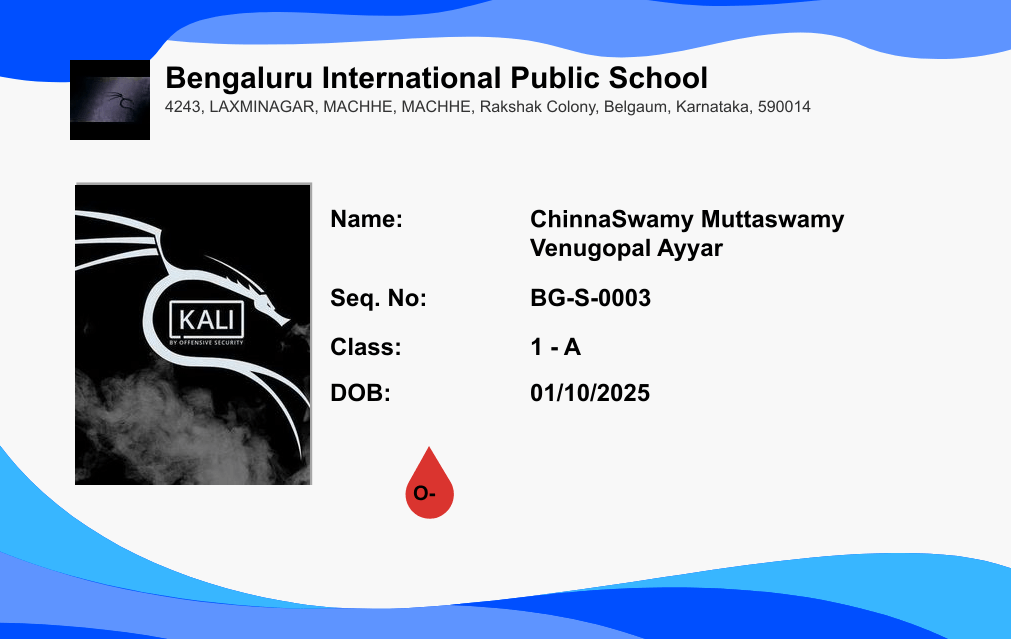 Bengaluru International Public School
4243, LAXMINAGAR, MACHHE, MACHHE, Rakshak Colony, Belgaum, Karnataka, 590014
Name: ChinnaSwamy Muttaswamy
Venugopal Ayyar
Seq. No: BG-S-0003
Class: 1 - A
DOB: 01/10/2025
KALI
BY OFFENSIVE SECURITY
O-